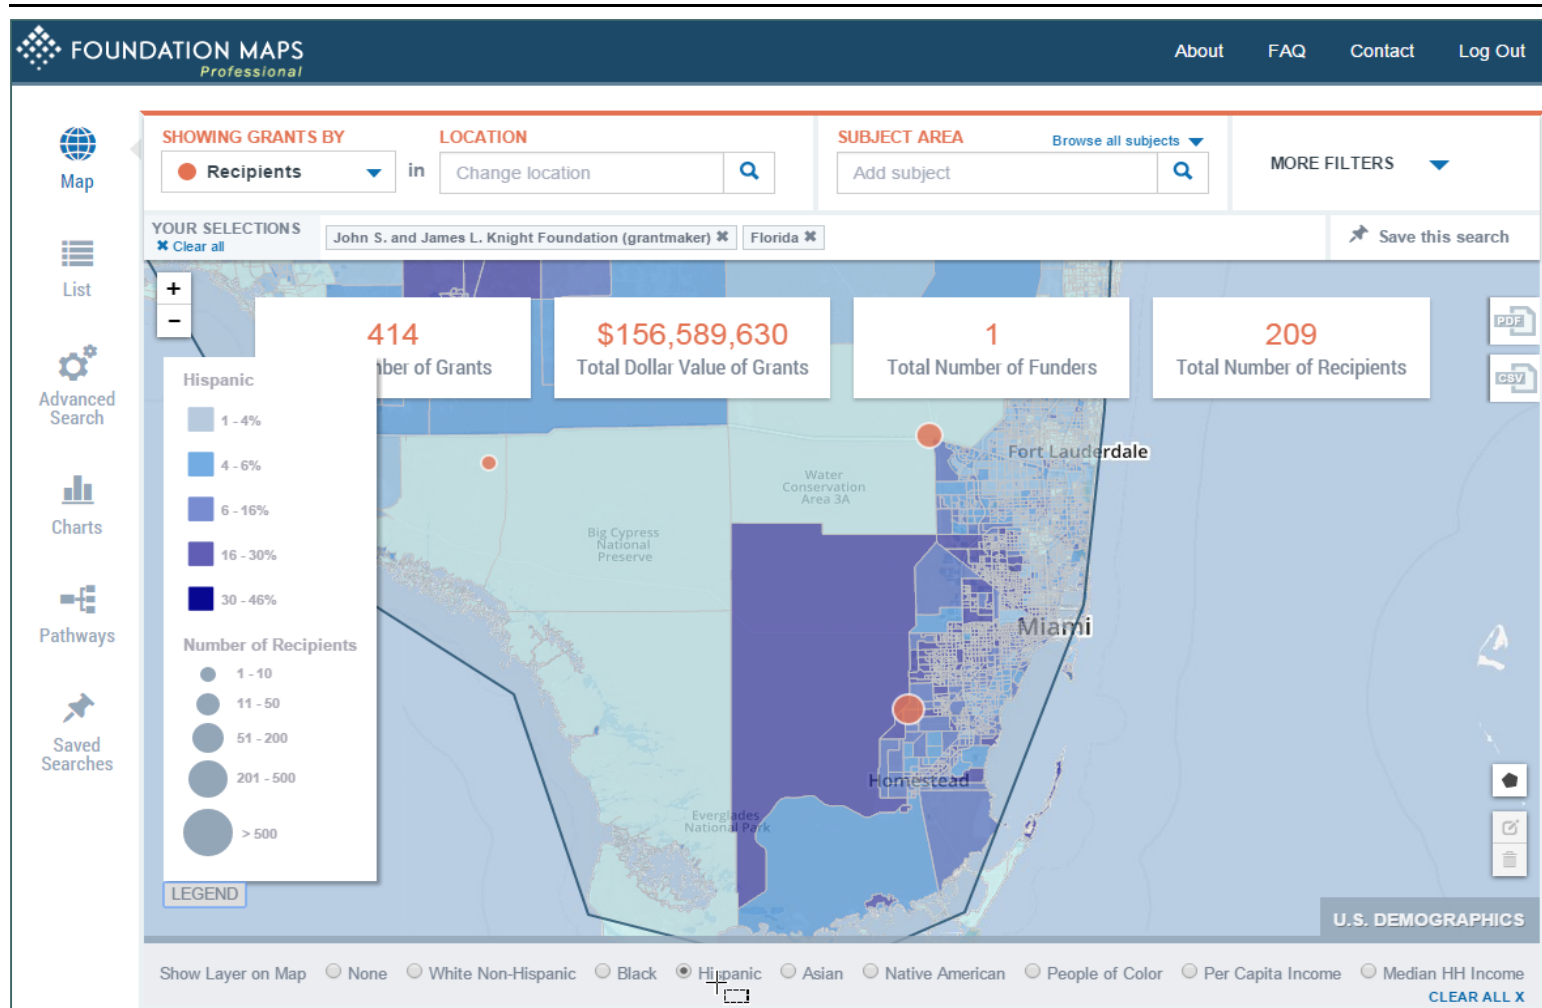 FOUNDATION MAPS
Professional
About FAQ Contact Log Out
Map
List
Advanced
Search
Charts
Pathways
Saved
Searches
SHOWING GRANTS BY
Recipients
in
LOCATION
Change location
SUBJECT AREA
Browse all subjects
Add subject
MORE FILTERS
YOUR SELECTIONS
✖ Clear all
John S. and James L. Knight Foundation (grantmaker) ✖
Florida ✖
Save this search
+
−
414
ber of Grants
$156,589,630
Total Dollar Value of Grants
1
Total Number of Funders
209
Total Number of Recipients
PDF
CSV
Hispanic
1 - 4%
4 - 6%
6 - 16%
16 - 30%
30 - 46%
Number of Recipients
1 - 10
11 - 50
51 - 200
201 - 500
> 500
LEGEND
Fort Lauderdale
Water
Conservation
Area 3A
Big Cypress
National
Preserve
Miami
Homestead
Everglades
National Park
U.S. DEMOGRAPHICS
Show Layer on Map None White Non-Hispanic Black Hispanic Asian Native American People of Color Per Capita Income Median HH Income
CLEAR ALL X